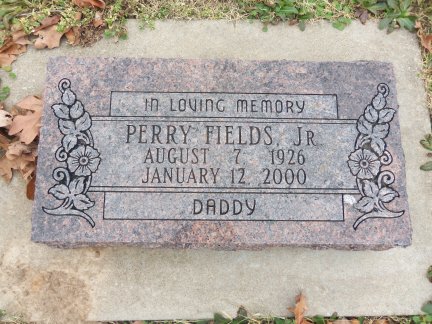 IN LOVING MEMORY
PERRY FIELDS, JR.
AUGUST 7 1926
JANUARY 12, 2000
DADDY